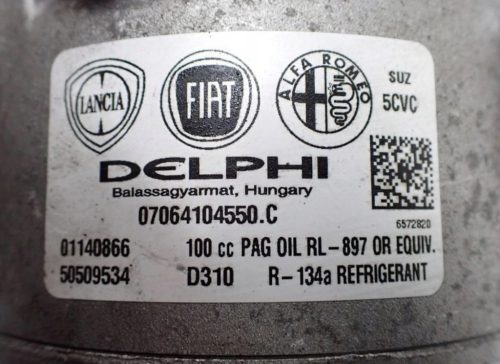 LANCIA
FIAT
ALFA ROMEO
SUZ
5CVC
DELPHI
Balassagyarmat, Hungary
07064104550.C
6572820
01140866 100 cc PAG OIL RL-897 OR EQUIV.
50509534 D310 R-134a REFRIGERANT